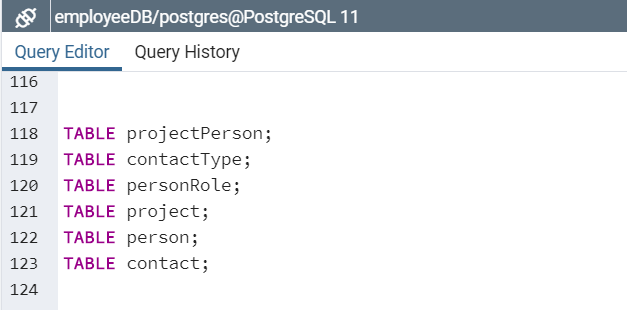 employeeDB/postgres@PostgreSQL 11
Query Editor Query History
116
117
118 TABLE projectPerson;
119 TABLE contactType;
120 TABLE personRole;
121 TABLE project;
122 TABLE person;
123 TABLE contact;
124